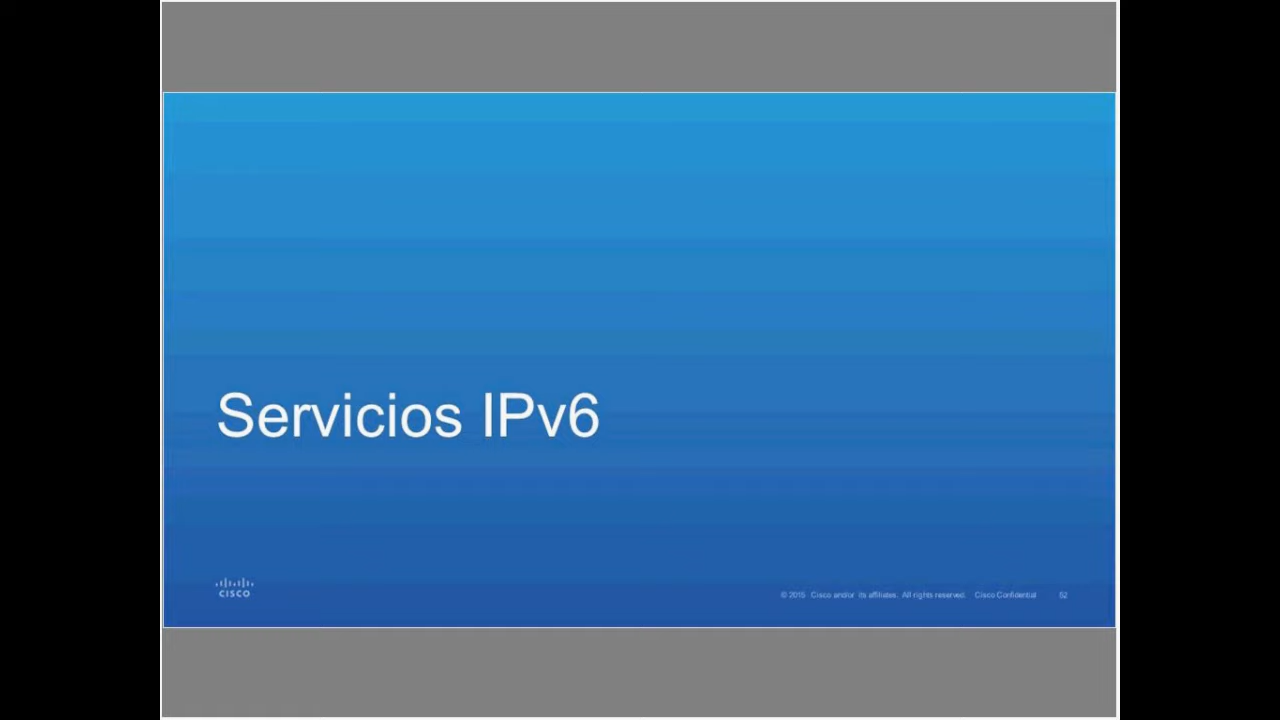 Servicios IPv6
CISCO
© 2015 Cisco and/or its affiliates. All rights reserved. Cisco Confidential 52